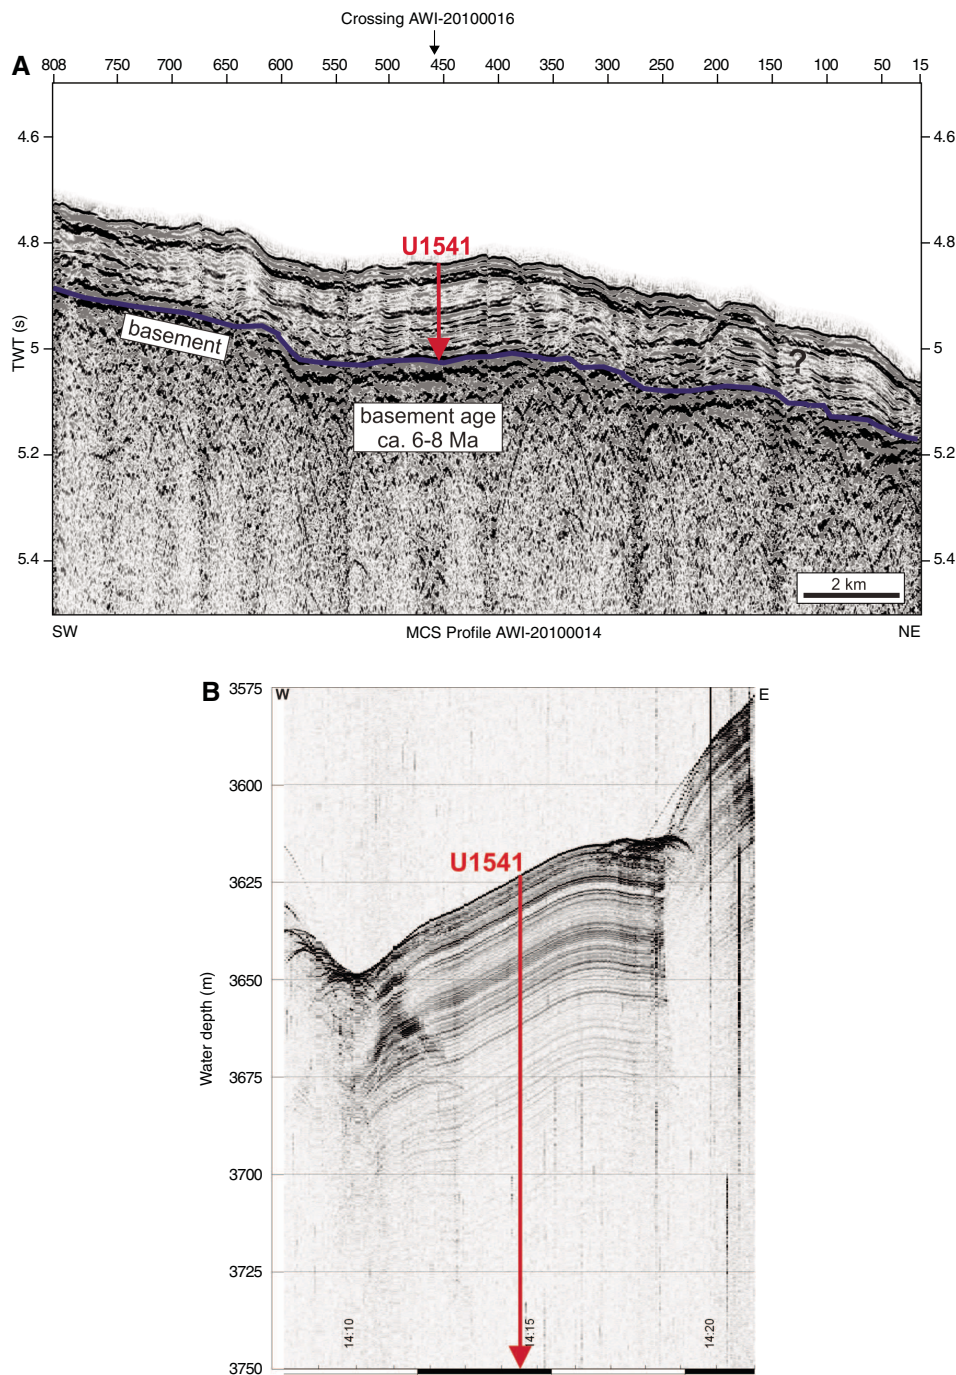 Crossing AWI-20100016
A
808 750 700 650 600 550 500 450 400 350 300 250 200 150 100 50 15
4.6 4.6
4.8 4.8
U1541
TWT (s)
5 5
basement
?
basement age
ca. 6-8 Ma
5.2 5.2
5.4 5.4
2 km
SW MCS Profile AWI-20100014 NE
B
3575 W E
3600
U1541
3625
3650
Water depth (m)
3675
3700
3725
14:10 14:15 14:20
3750